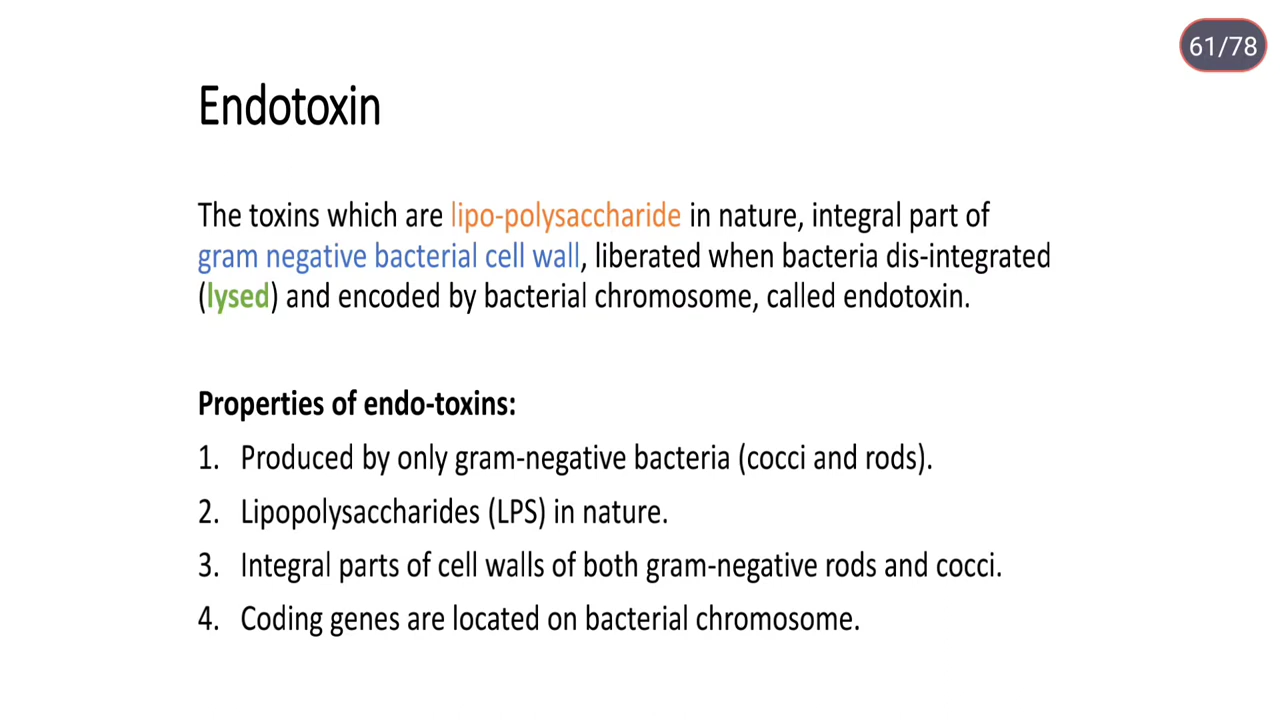 61/78
Endotoxin
The toxins which are lipo-polysaccharide in nature, integral part of
gram negative bacterial cell wall, liberated when bacteria dis-integrated
(lysed) and encoded by bacterial chromosome, called endotoxin.
Properties of endo-toxins:
1. Produced by only gram-negative bacteria (cocci and rods).
2. Lipopolysaccharides (LPS) in nature.
3. Integral parts of cell walls of both gram-negative rods and cocci.
4. Coding genes are located on bacterial chromosome.